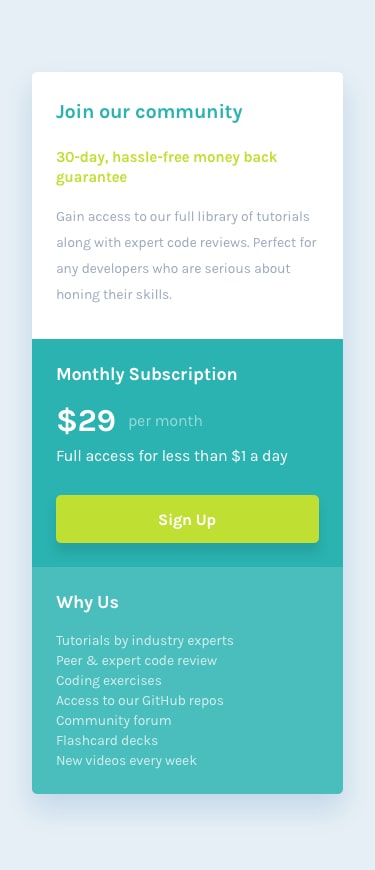 Join our community
30-day, hassle-free money back
guarantee
Gain access to our full library of tutorials
along with expert code reviews. Perfect for
any developers who are serious about
honing their skills.
Monthly Subscription
$29 per month
Full access for less than $1 a day
Sign Up
Why Us
Tutorials by industry experts
Peer & expert code review
Coding exercises
Access to our GitHub repos
Community forum
Flashcard decks
New videos every week